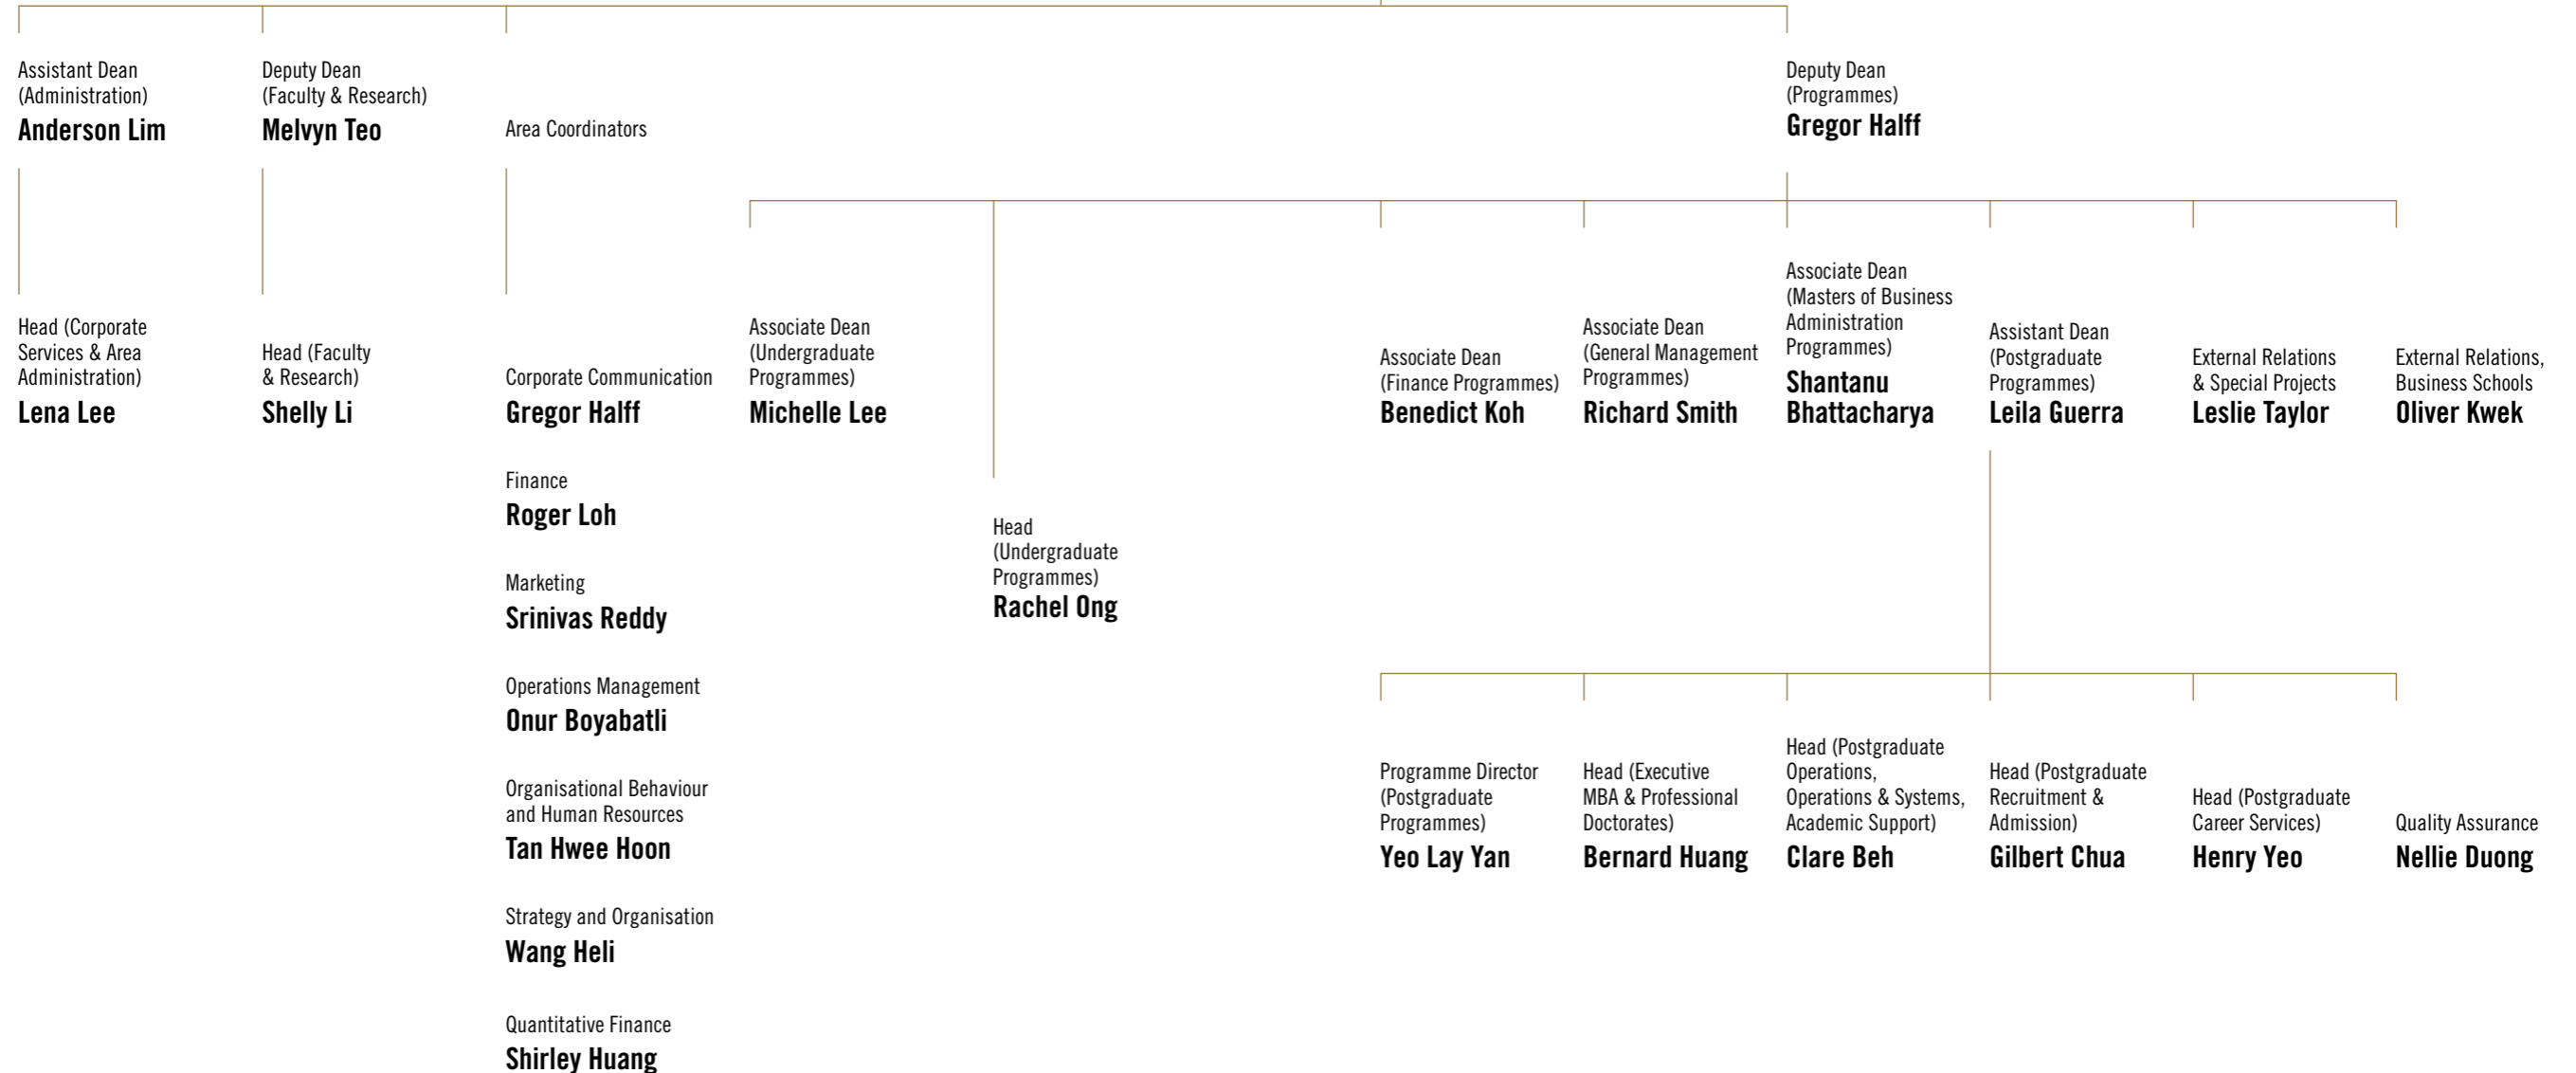 Assistant Dean
(Administration)
Anderson Lim
Deputy Dean
(Faculty & Research)
Melvyn Teo
Area Coordinators
Deputy Dean
(Programmes)
Gregor Halff
Head (Corporate
Services & Area
Administration)
Lena Lee
Head (Faculty
& Research)
Shelly Li
Corporate Communication
Gregor Halff
Finance
Roger Loh
Marketing
Srinivas Reddy
Operations Management
Onur Boyabatli
Organisational Behaviour
and Human Resources
Tan Hwee Hoon
Strategy and Organisation
Wang Heli
Quantitative Finance
Shirley Huang
Associate Dean
(Undergraduate
Programmes)
Michelle Lee
Head
(Undergraduate
Programmes)
Rachel Ong
Associate Dean
(Finance Programmes)
Benedict Koh
Associate Dean
(General Management
Programmes)
Richard Smith
Associate Dean
(Masters of Business
Administration
Programmes)
Shantanu
Bhattacharya
Assistant Dean
(Postgraduate
Programmes)
Leila Guerra
External Relations
& Special Projects
Leslie Taylor
External Relations,
Business Schools
Oliver Kwek
Programme Director
(Postgraduate
Programmes)
Yeo Lay Yan
Head (Executive
MBA & Professional
Doctorates)
Bernard Huang
Head (Postgraduate
Operations,
Operations & Systems,
Academic Support)
Clare Beh
Head (Postgraduate
Recruitment &
Admission)
Gilbert Chua
Head (Postgraduate
Career Services)
Henry Yeo
Quality Assurance
Nellie Duong